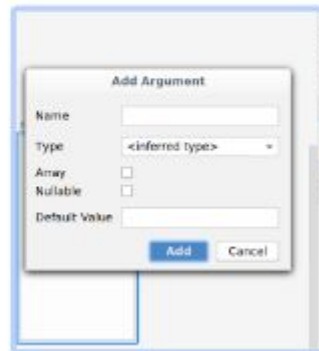 Add Argument
Name
Type <inferred type>
Array
Nullable
Default Value
Add Cancel